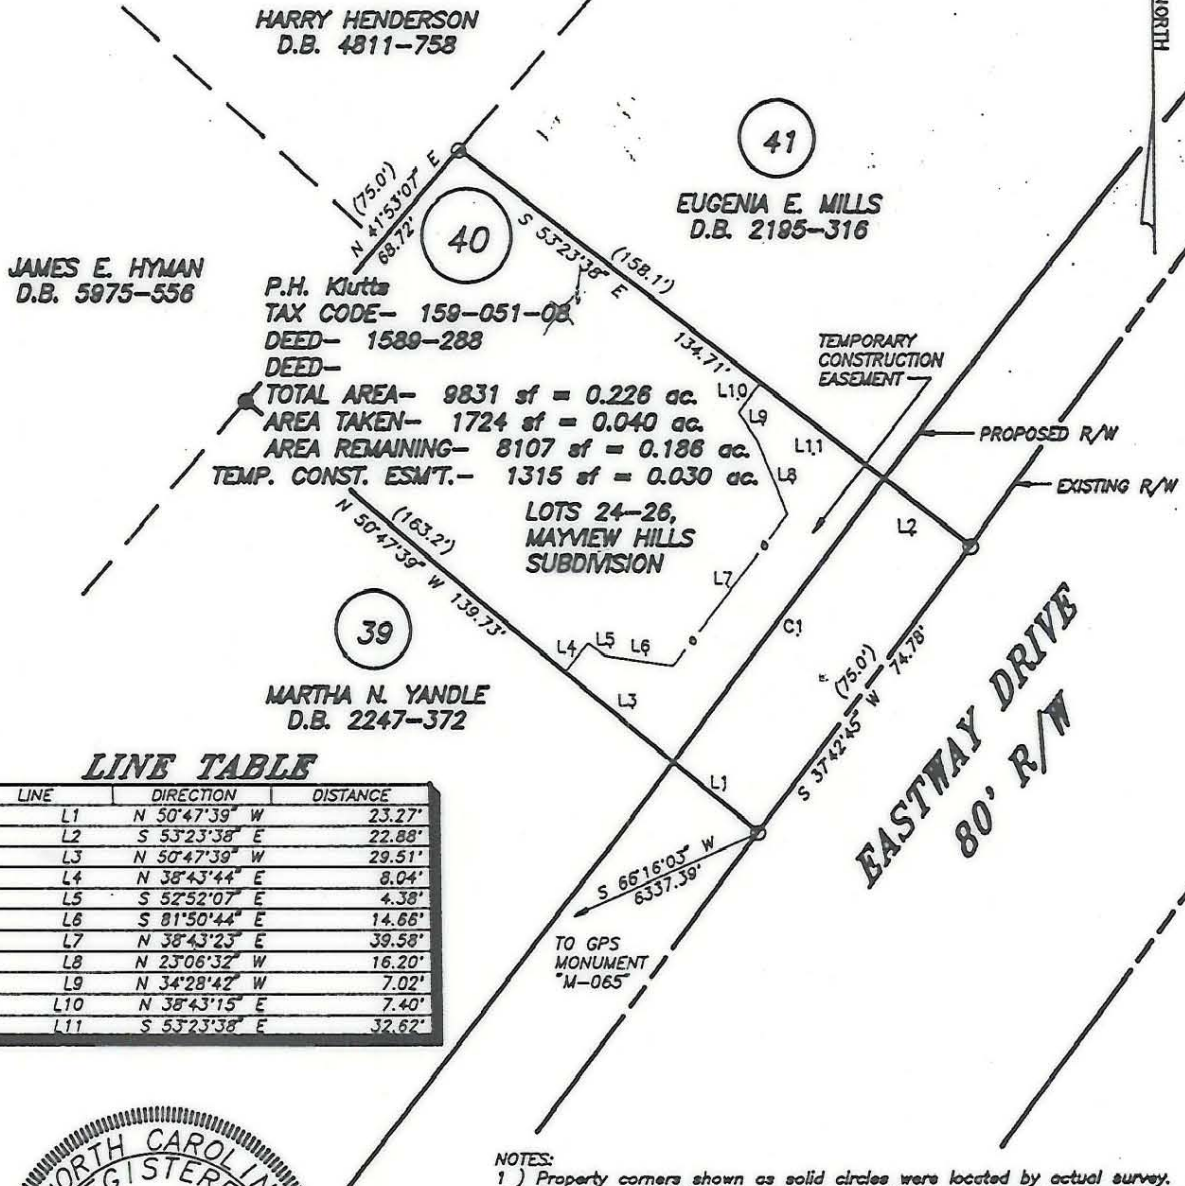 HARRY HENDERSON
D.B. 4811-758
NORTH
41
EUGENIA E. MILLS
D.B. 2195-316
(75.0')
N 41°53'07" E
68.72'
40
S 53°23'38" E
(158.1')
134.71'
JAMES E. HYMAN
D.B. 5975-556
P.H. Klutts
TAX CODE- 159-051-08
DEED- 1589-288
DEED-
TOTAL AREA- 9831 sf = 0.226 ac.
AREA TAKEN- 1724 sf = 0.040 ac.
AREA REMAINING- 8107 sf = 0.186 ac.
TEMP. CONST. ESM'T.- 1315 sf = 0.030 ac.
LOTS 24-26,
MAYVIEW HILLS
SUBDIVISION
TEMPORARY
CONSTRUCTION
EASEMENT
PROPOSED R/W
EXISTING R/W
L10
L9
L11
L8
L2
L7
C1
(163.2')
N 50°47'39" W 139.73'
L4
L5
L6
L3
L1
39
MARTHA N. YANDLE
D.B. 2247-372
(75.0')
S 37°42'45" W 74.78'
EASTWAY DRIVE
80' R/W
S 66°16'03" W
6337.39'
TO GPS
MONUMENT
"M-065"
LINE TABLE
LINE DIRECTION DISTANCE
L1 N 50°47'39" W 23.27'
L2 S 53°23'38" E 22.88'
L3 N 50°47'39" W 29.51'
L4 N 38°43'44" E 8.04'
L5 S 52°52'07" E 4.38'
L6 S 81°50'44" E 14.66'
L7 N 38°43'23" E 39.58'
L8 N 23°06'32" W 16.20'
L9 N 34°28'42" W 7.02'
L10 N 38°43'15" E 7.40'
L11 S 53°23'38" E 32.62'
NORTH CAROLIN
EGISTERE
NOTES:
1 ) Property corners shown as solid circles were located by actual survey.